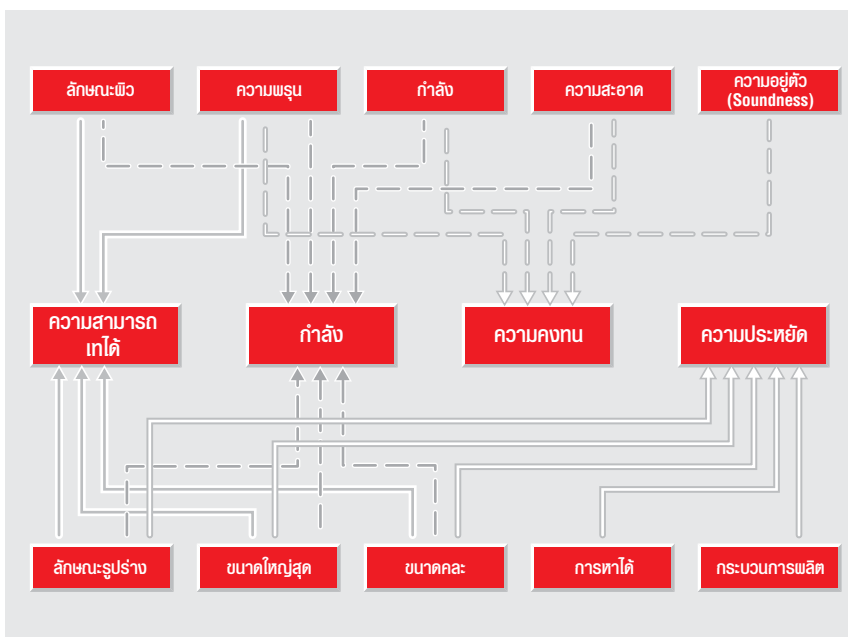 ลักษณะผิว
ความพรุน
กำลัง
ความสะอาด
ความอยู่ตัว
(Soundness)
ความสามารถ
เทได้
กำลัง
ความคงทน
ความประหยัด
ลักษณะรูปร่าง
ขนาดใหญ่สุด
ขนาดคละ
การหาได้
กระบวนการผลิต